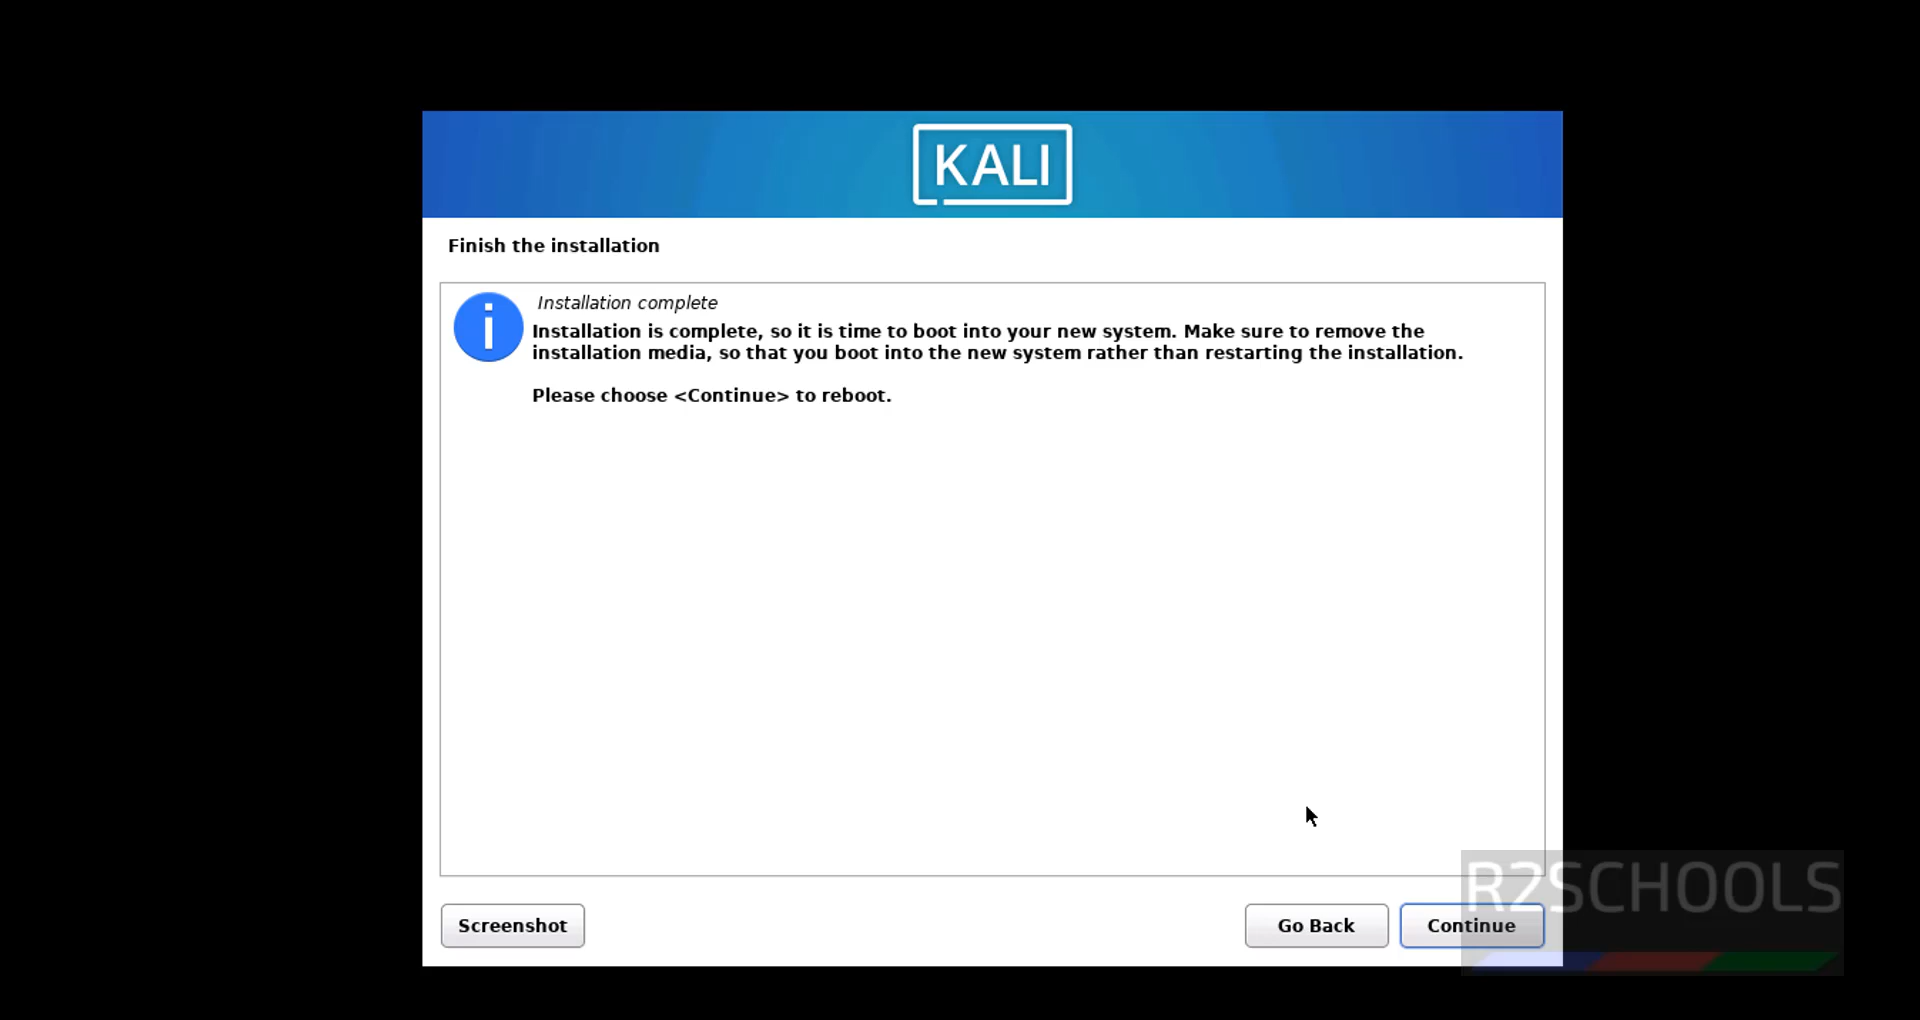 KALI
Finish the installation
Installation complete
Installation is complete, so it is time to boot into your new system. Make sure to remove the
installation media, so that you boot into the new system rather than restarting the installation.
Please choose <Continue> to reboot.
Screenshot
Go Back
Continue
R2SCHOOLS